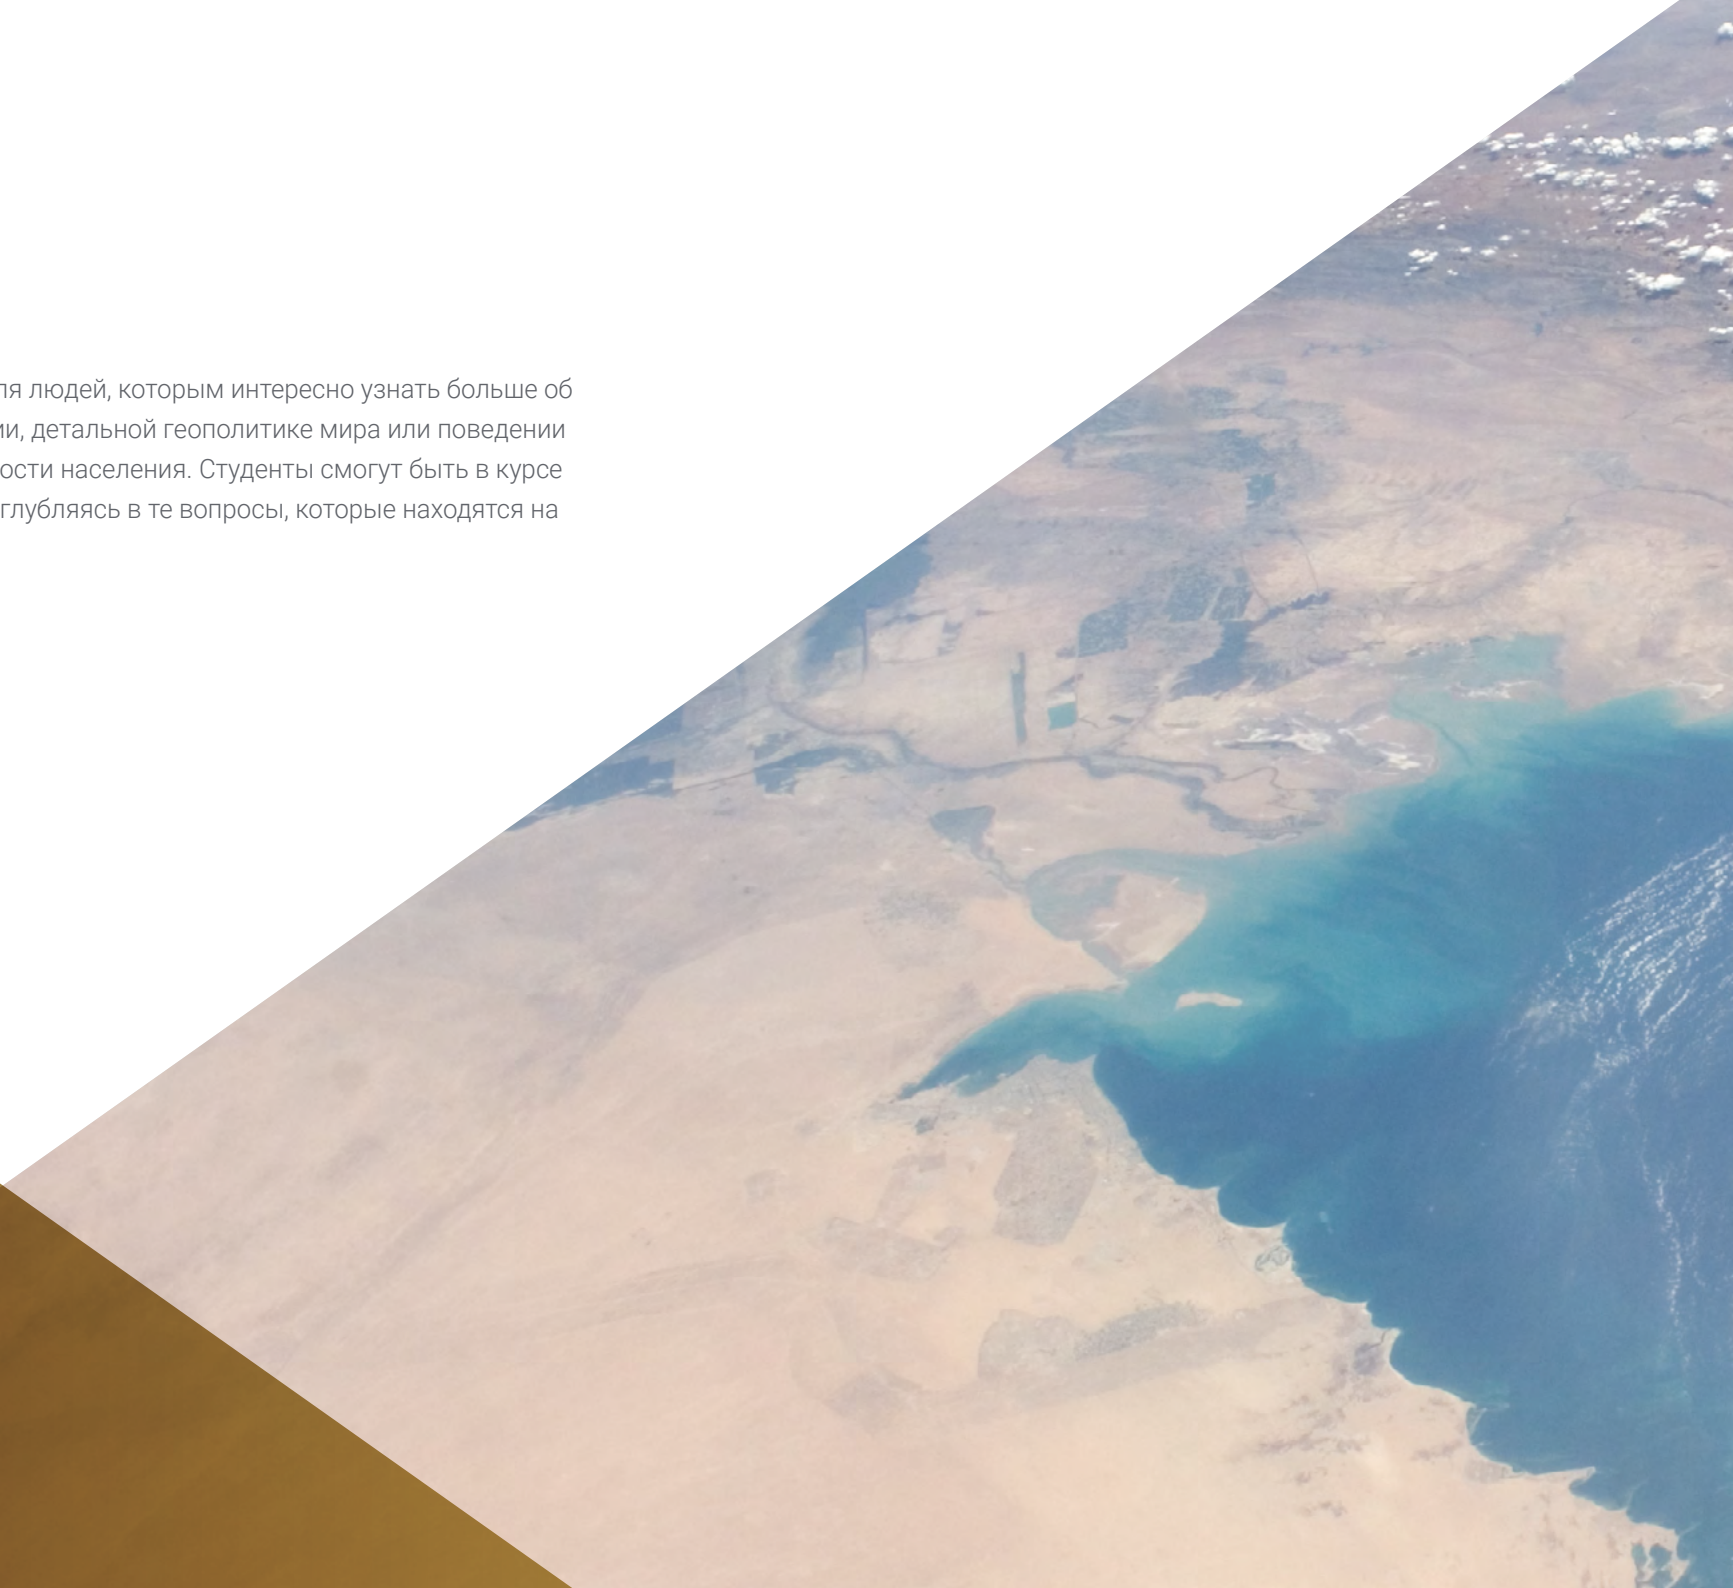 ля людей, которым интересно узнать больше об
ии, детальной геополитике мира или поведении
ости населения. Студенты смогут быть в курсе
глубляясь в те вопросы, которые находятся на